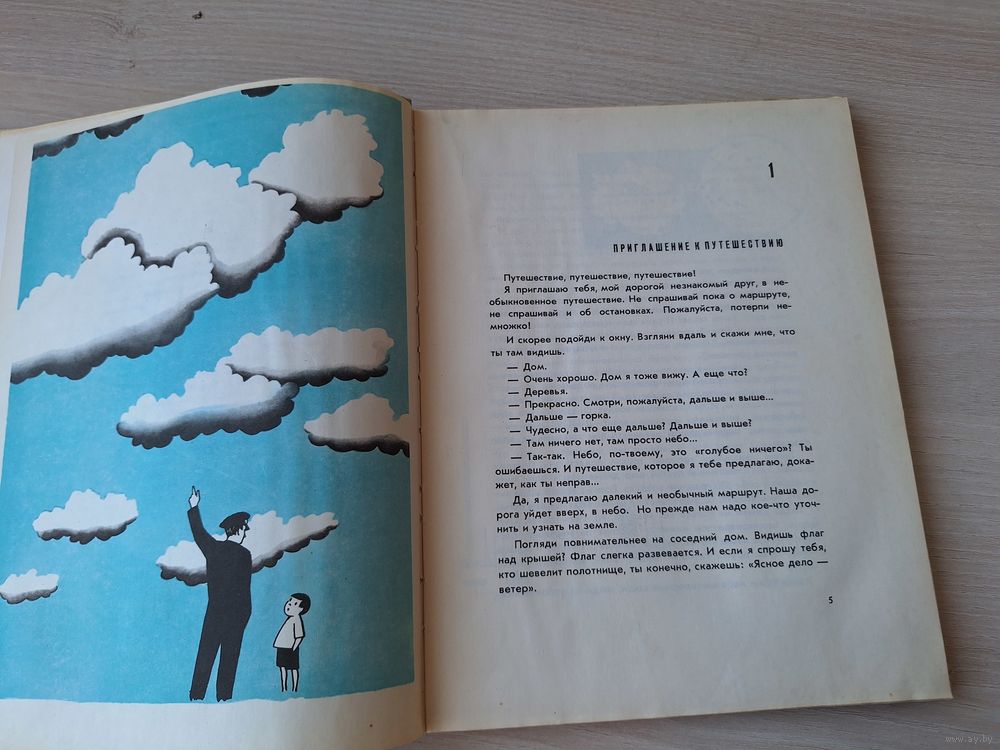 1
ПРИГЛАШЕНИЕ К ПУТЕШЕСТВИЮ
Путешествие, путешествие, путешествие!
Я приглашаю тебя, мой дорогой незнакомый друг, в не-
обыкновенное путешествие. Не спрашивай пока о маршруте,
не спрашивай и об остановках. Пожалуйста, потерпи не-
множко!
И скорее подойди к окну. Взгляни вдаль и скажи мне, что
ты там видишь.
— Дом.
— Очень хорошо. Дом я тоже вижу. А еще что?
— Деревья.
— Прекрасно. Смотри, пожалуйста, дальше и выше...
— Дальше — горка.
— Чудесно, а что еще дальше? Дальше и выше?
— Там ничего нет, там просто небо...
— Так-так. Небо, по-твоему, это «голубое ничего»? Ты
ошибаешься. И путешествие, которое я тебе предлагаю, дока-
жет, как ты неправ...
Да, я предлагаю далекий и необычный маршрут. Наша до-
рога уйдет вверх, в небо. Но прежде нам надо кое-что уточ-
нить и узнать на земле.
Погляди повнимательнее на соседний дом. Видишь флаг
над крышей? Флаг слегка развевается. И если я спрошу тебя,
кто шевелит полотнище, ты конечно, скажешь: «Ясное дело —
ветер».
5
www.ay.by